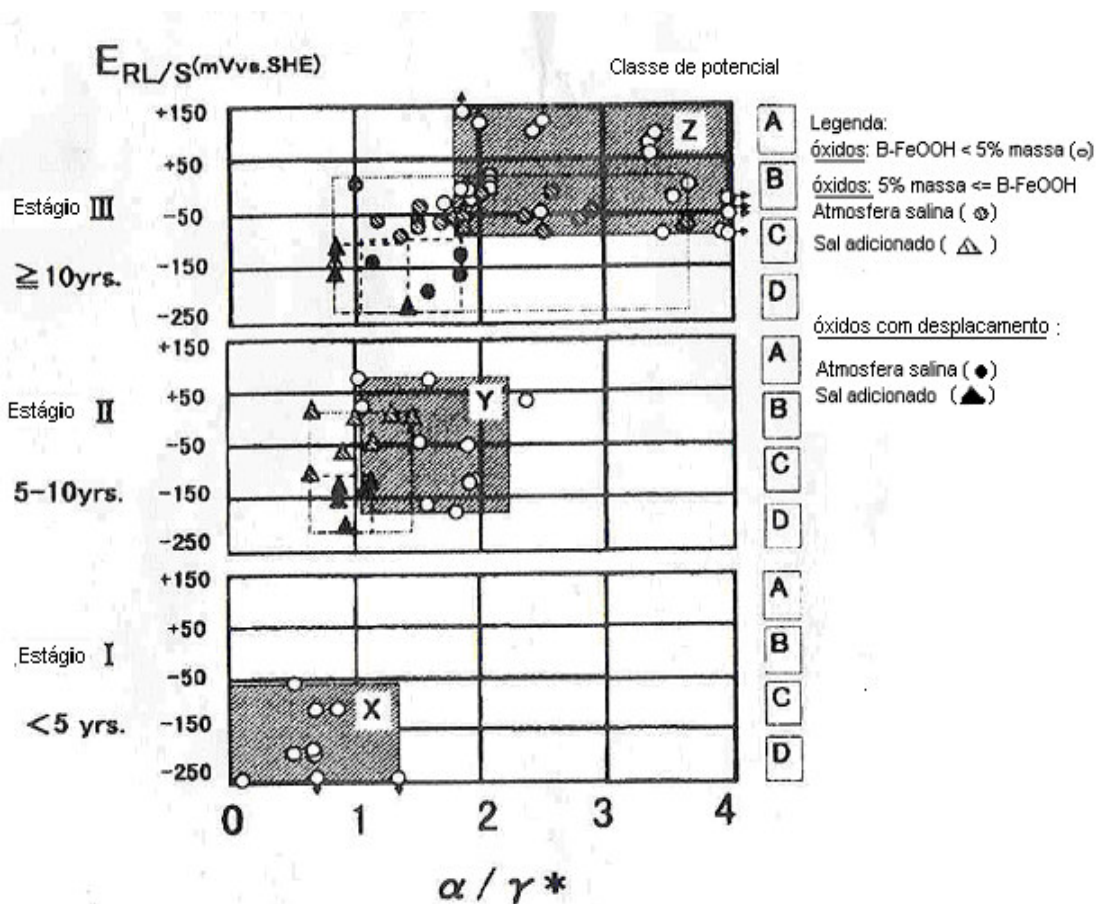 E RL/S (mVvs.SHE)
Classe de potencial
+150
+50
-50
-150
-250
Estágio III
≧ 10yrs.
Z
A
B
C
D
Legenda:
óxidos: B-FeOOH < 5% massa (○)
óxidos: 5% massa <= B-FeOOH
Atmosfera salina ( )
Sal adicionado ( △ )
óxidos com desplacamento :
Atmosfera salina ( ● )
Sal adicionado ( ▲ )
+150
+50
-50
-150
-250
Estágio II
5-10yrs.
Y
A
B
C
D
+150
+50
-50
-150
-250
Estágio I
<5 yrs.
X
A
B
C
D
0 1 2 3 4
α / γ *